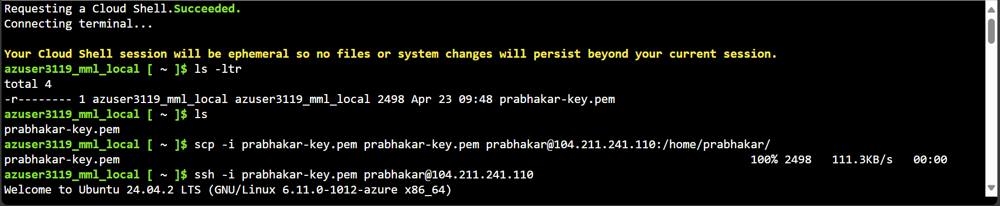 Requesting a Cloud Shell.Succeeded.
Connecting terminal...
Your Cloud Shell session will be ephemeral so no files or system changes will persist beyond your current session.
azuser3119_mml_local [ ~ ]$ ls -ltr
total 4
-r-------- 1 azuser3119_mml_local azuser3119_mml_local 2498 Apr 23 09:48 prabhakar-key.pem
azuser3119_mml_local [ ~ ]$ ls
prabhakar-key.pem
azuser3119_mml_local [ ~ ]$ scp -i prabhakar-key.pem prabhakar-key.pem prabhakar@104.211.241.110:/home/prabhakar/
prabhakar-key.pem 100% 2498 111.3KB/s 00:00
azuser3119_mml_local [ ~ ]$ ssh -i prabhakar-key.pem prabhakar@104.211.241.110
Welcome to Ubuntu 24.04.2 LTS (GNU/Linux 6.11.0-1012-azure x86_64)